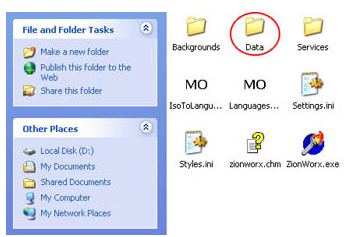 File and Folder Tasks
Make a new folder
Publish this folder to the
Web
Share this folder
Other Places
Local Disk (D:)
My Documents
Shared Documents
My Computer
My Network Places
Backgrounds
Data
Services
MO
MO
IsoToLangu...
Languages...
Settings.ini
Styles.ini
zionworx.chm
ZionWorx.exe